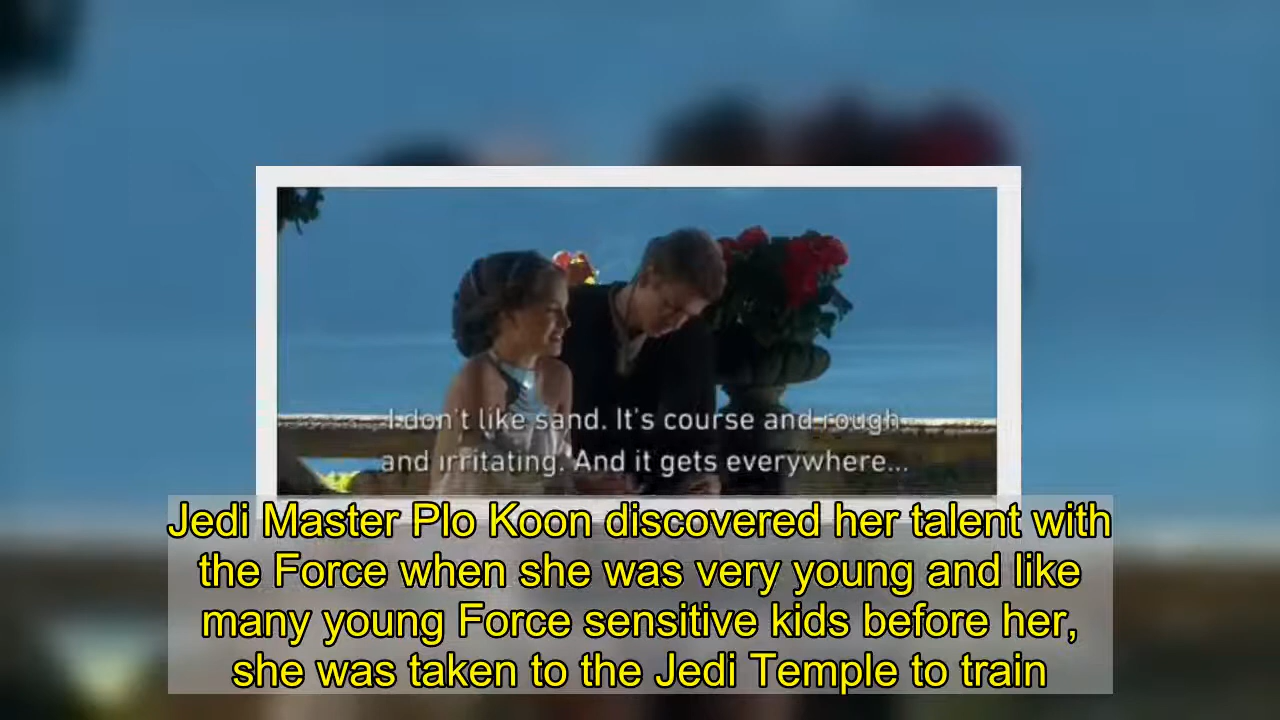 I don't like sand. It's course and rough
and irritating. And it gets everywhere...
Jedi Master Plo Koon discovered her talent with
the Force when she was very young and like
many young Force sensitive kids before her,
she was taken to the Jedi Temple to train